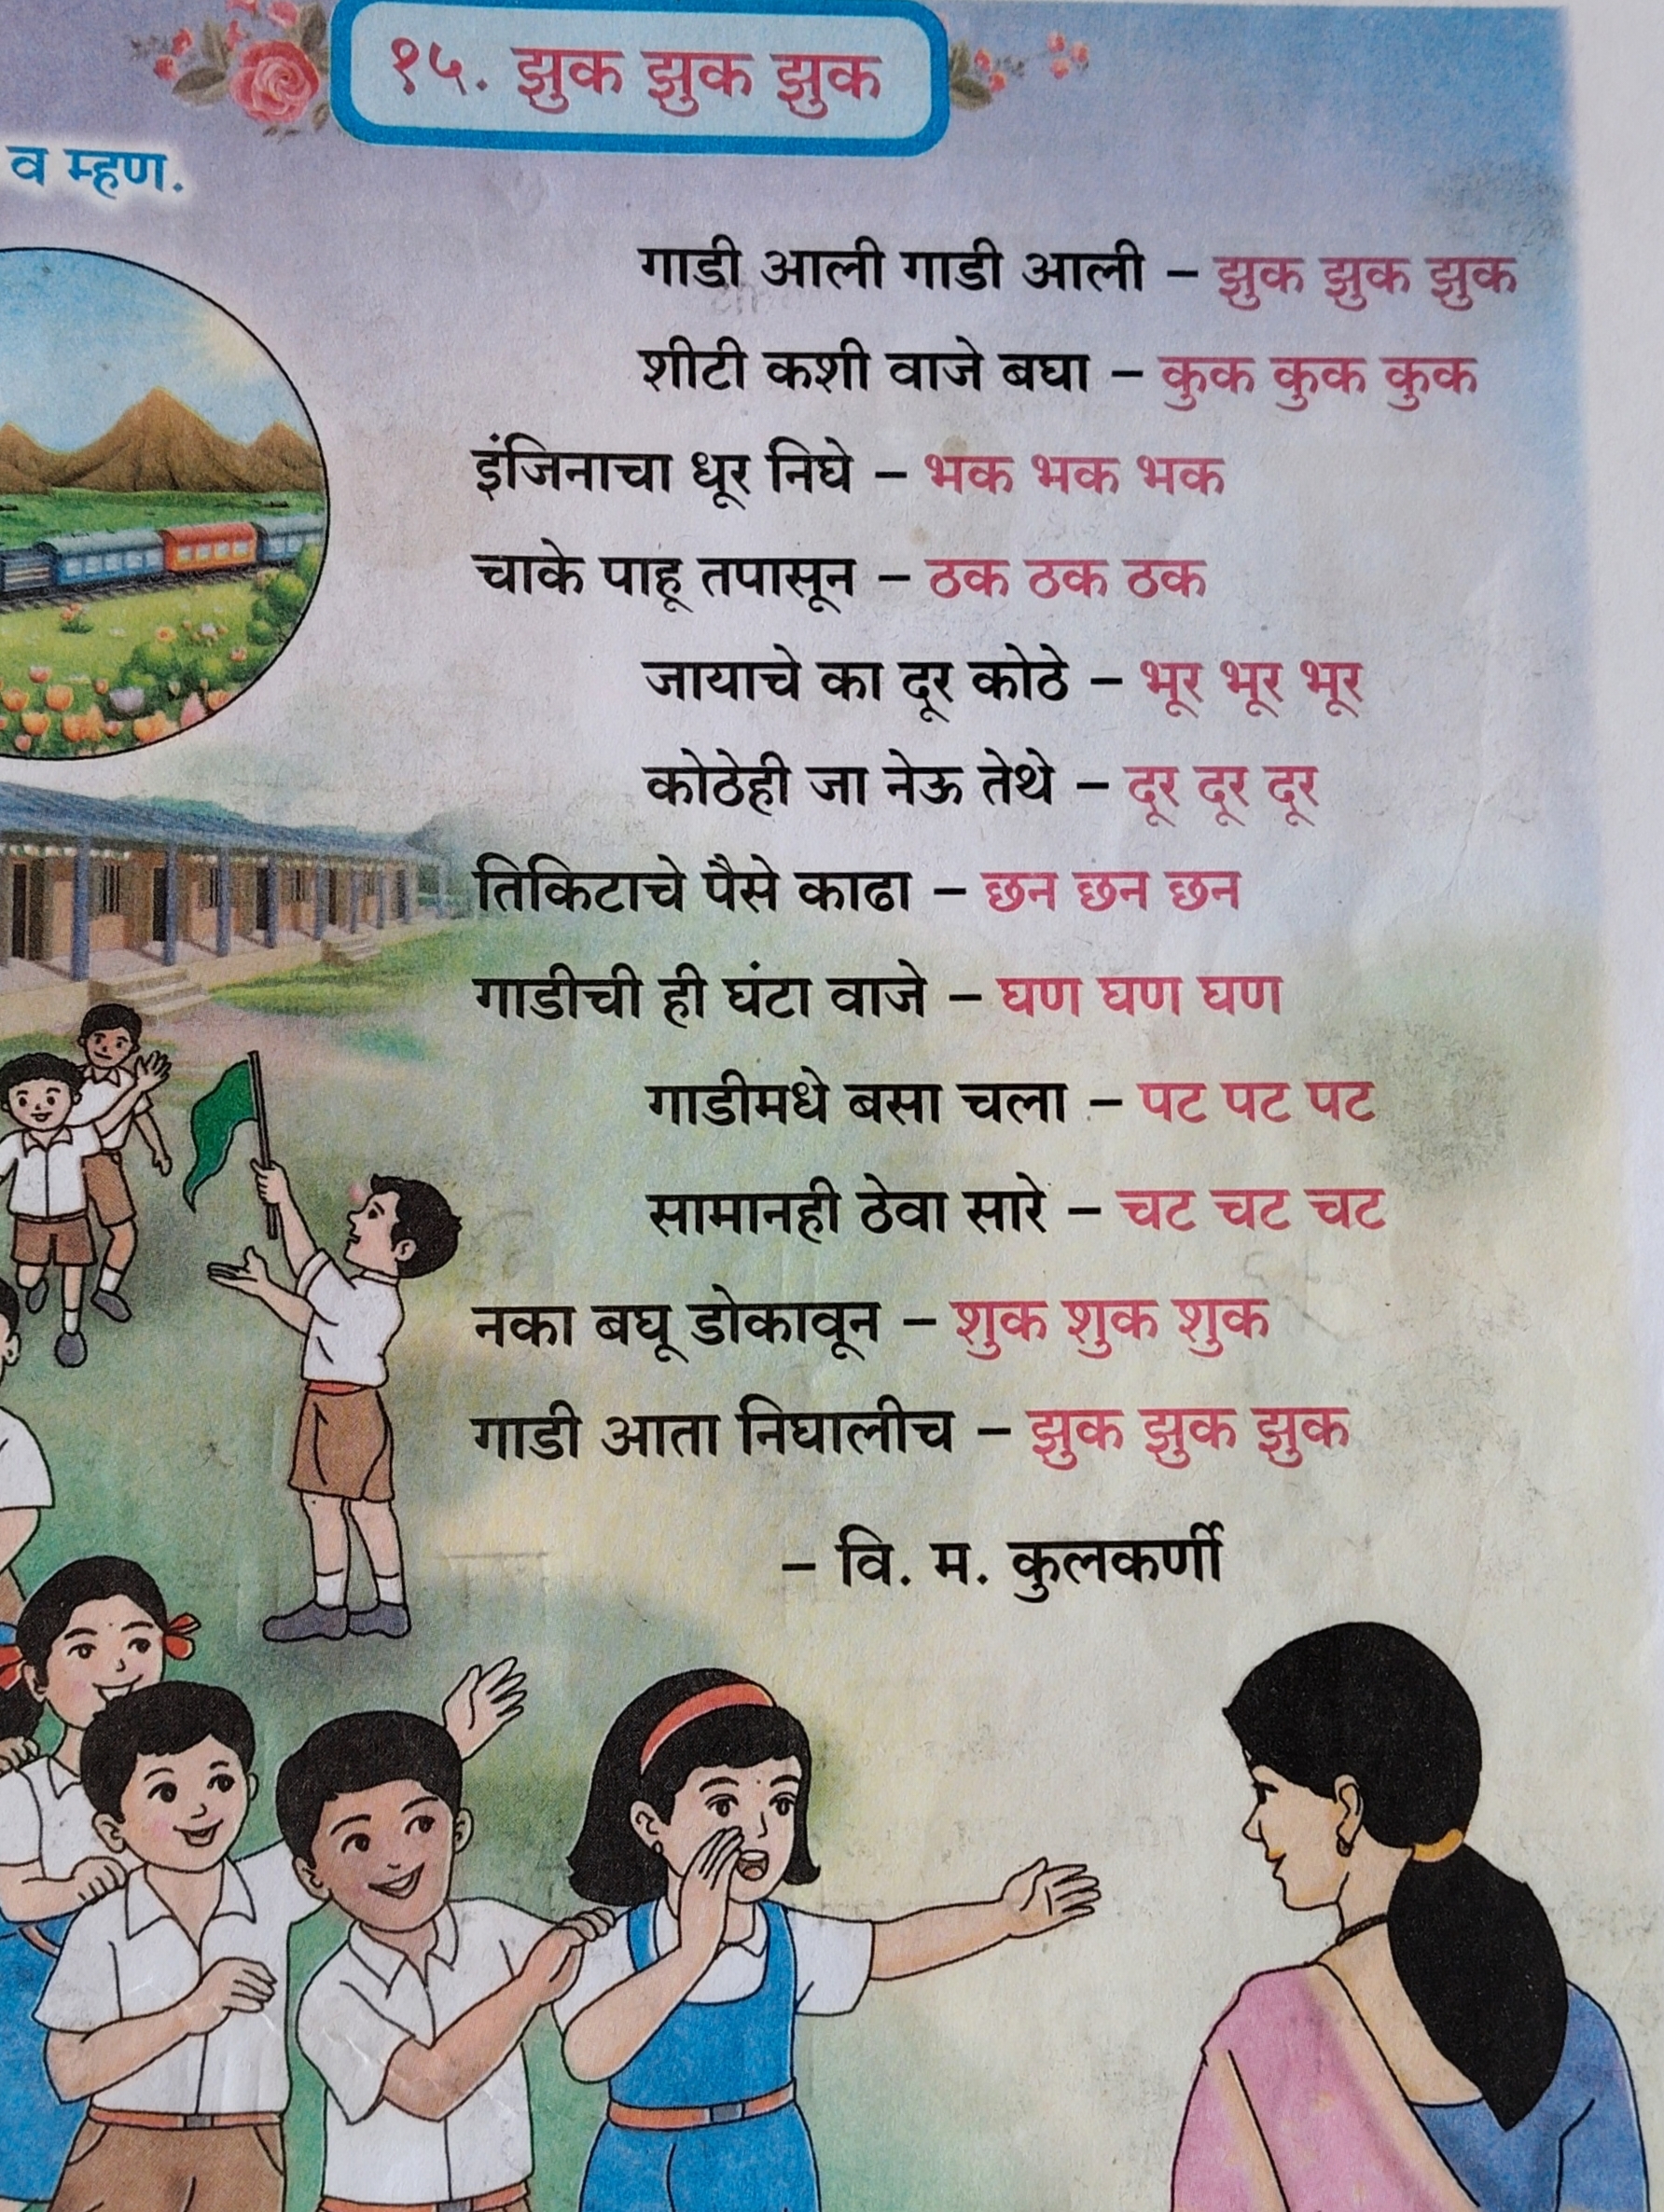 १५. झुक झुक झुक
व म्हण.
गाडी आली गाडी आली – झुक झुक झुक
शीटी कशी वाजे बघा – कुक कुक कुक
इंजिनाचा धूर निघे – भक भक भक
चाके पाहू तपासून – ठक ठक ठक
जायाचे का दूर कोठे – भूर भूर भूर
कोठेही जा नेऊ तेथे – दूर दूर दूर
तिकिटाचे पैसे काढा – छन छन छन
गाडीची ही घंटा वाजे – घण घण घण
गाडीमधे बसा चला – पट पट पट
सामानही ठेवा सारे – चट चट चट
नका बघू डोकावून – शुक शुक शुक
गाडी आता निघालीच – झुक झुक झुक
– वि. म. कुलकर्णी